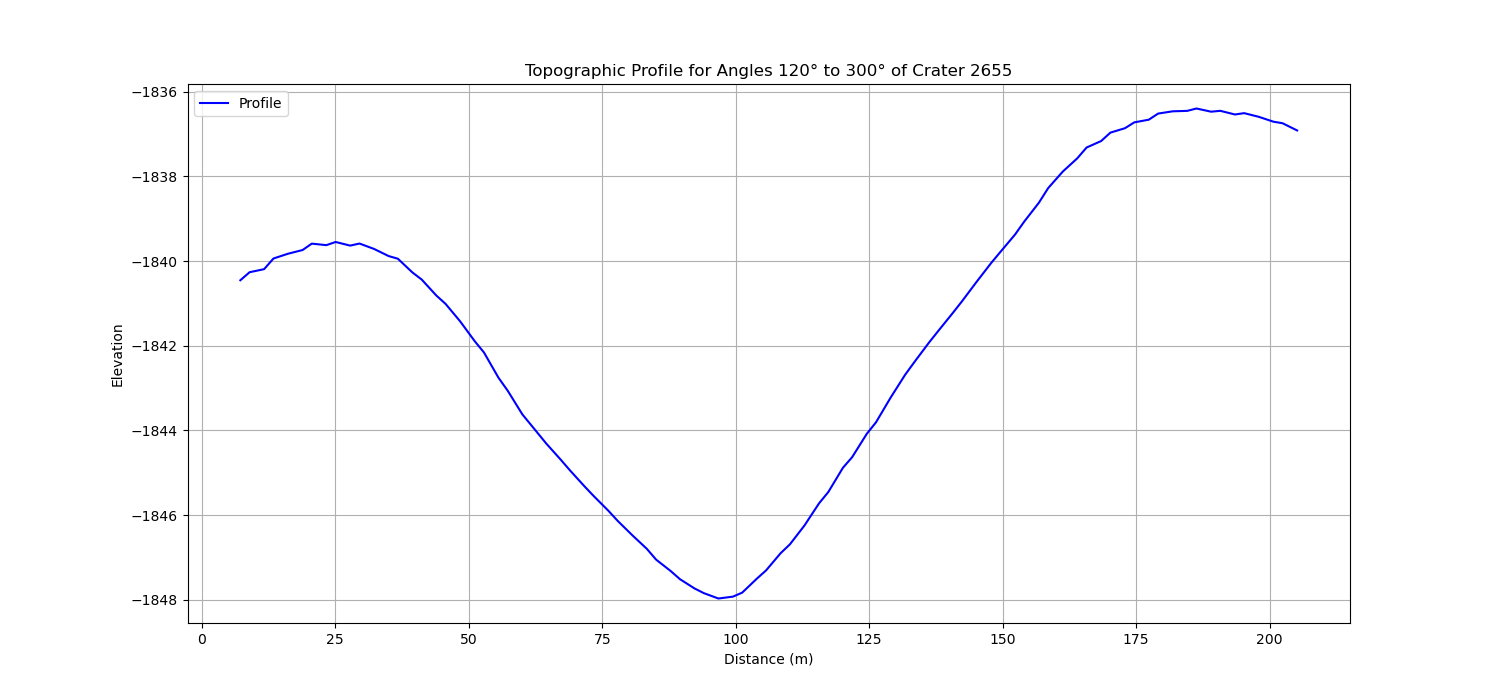 Topographic Profile for Angles 120° to 300° of Crater 2655
Profile
−1836
−1838
−1840
−1842
−1844
−1846
−1848
Elevation
0 25 50 75 100 125 150 175 200
Distance (m)